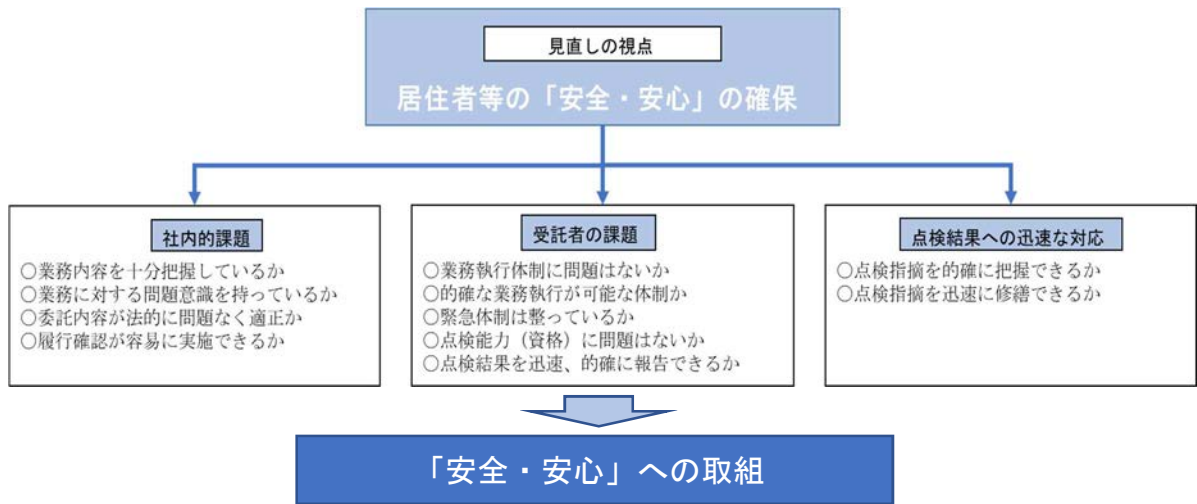 見直しの視点
居住者等の「安全・安心」の確保
社内的課題
○業務内容を十分把握しているか
○業務に対する問題意識を持っているか
○委託内容が法的に問題なく適正か
○履行確認が容易に実施できるか
受託者の課題
○業務執行体制に問題はないか
○的確な業務執行が可能な体制か
○緊急体制は整っているか
○点検能力（資格）に問題はないか
○点検結果を迅速、的確に報告できるか
点検結果への迅速な対応
○点検指摘を的確に把握できるか
○点検指摘を迅速に修繕できるか
「安全・安心」への取組